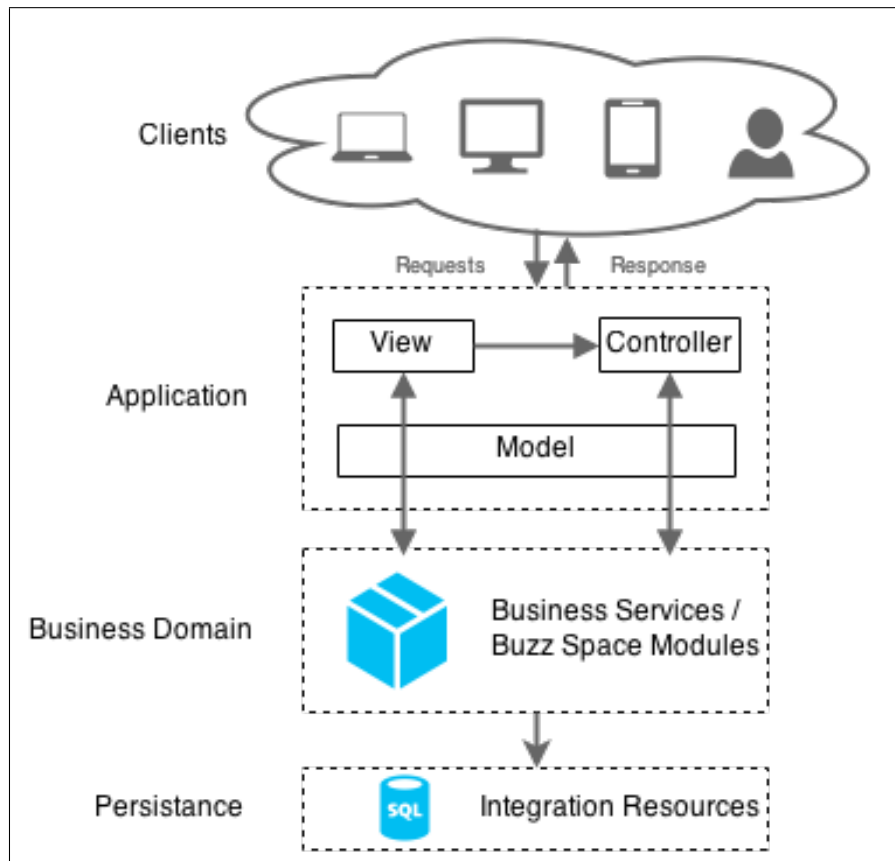 Clients
Requests
Response
View
Controller
Application
Model
Business Domain
Business Services /
Buzz Space Modules
Persistance
SQL
Integration Resources